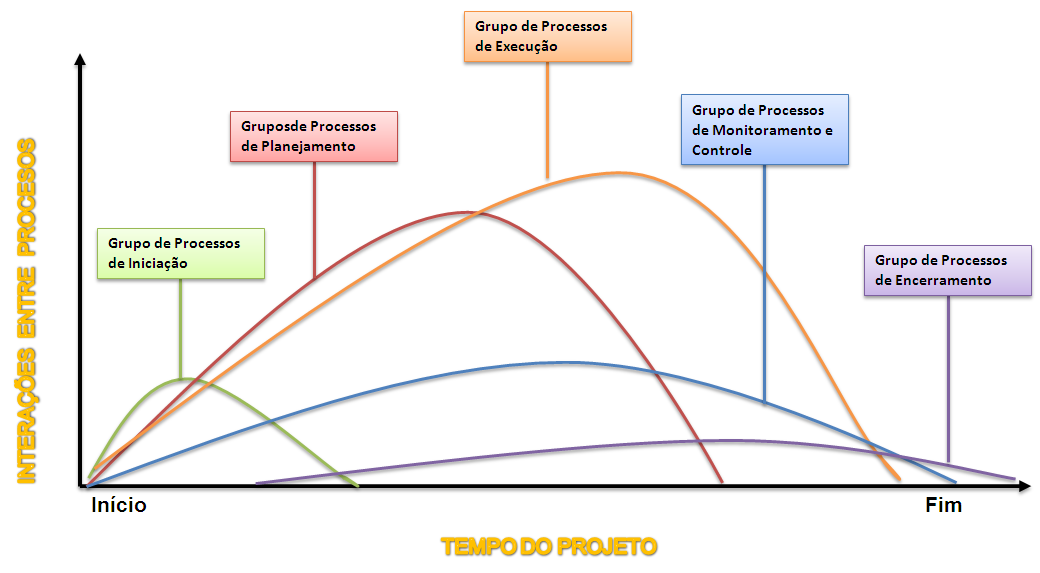 Grupo de Processos
de Execução
Grupo de Processos
de Monitoramento e
Controle
Gruposde Processos
de Planejamento
Grupo de Processos
de Iniciação
Grupo de Processos
de Encerramento
INTERAÇÕES ENTRE PROCESOS
Início
Fim
TEMPO DO PROJETO